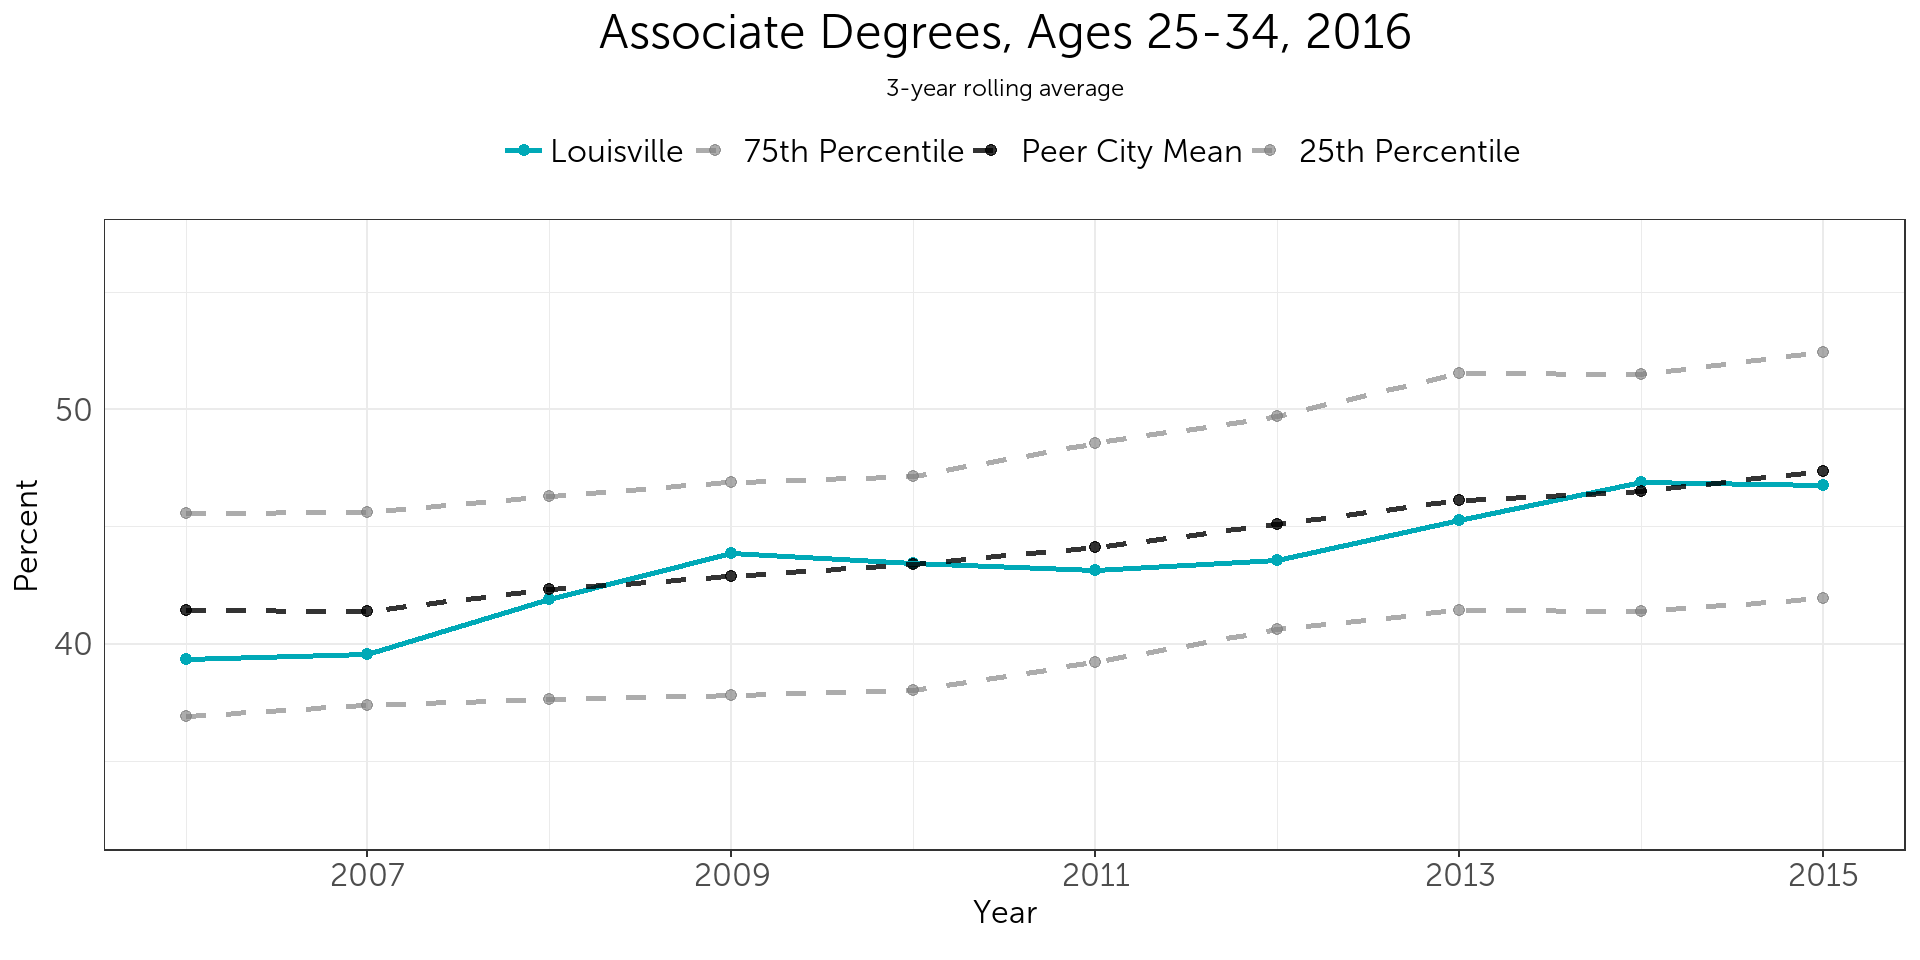 Associate Degrees, Ages 25-34, 2016
3-year rolling average
Louisville 75th Percentile Peer City Mean 25th Percentile
50
40
Percent
2007 2009 2011 2013 2015
Year